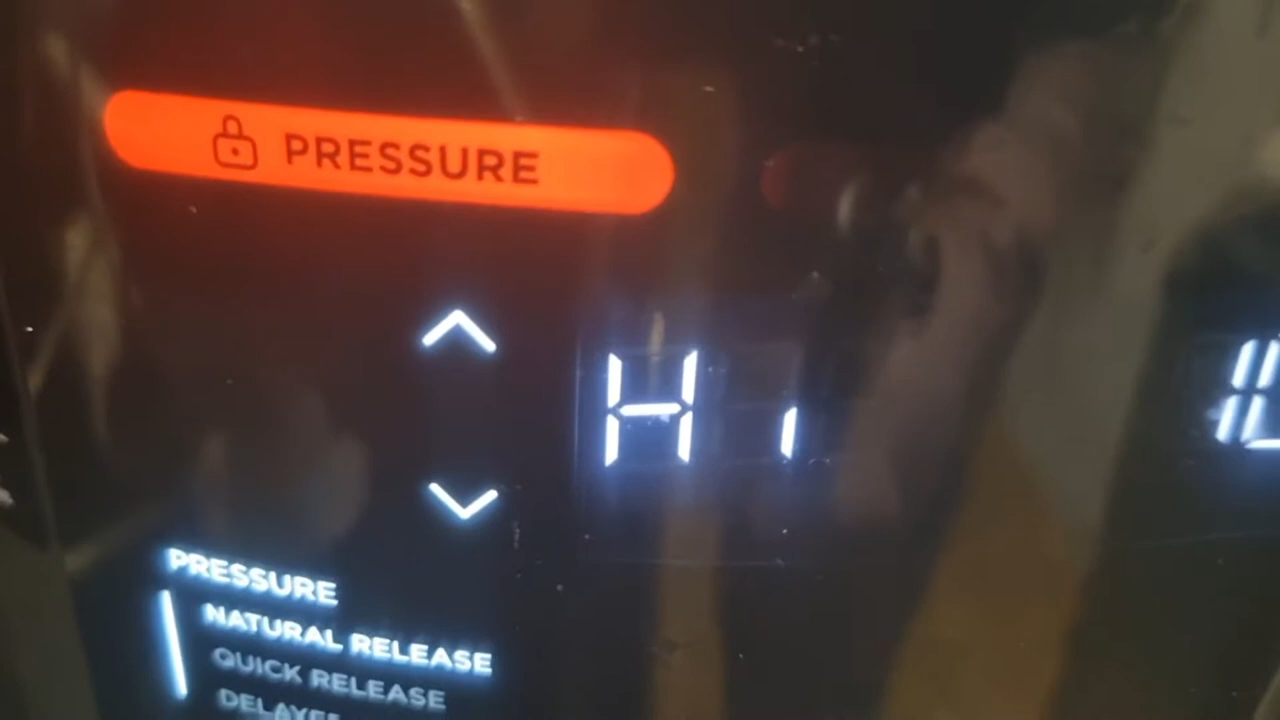 PRESSURE
Hi
PRESSURE
NATURAL RELEASE
QUICK RELEASE